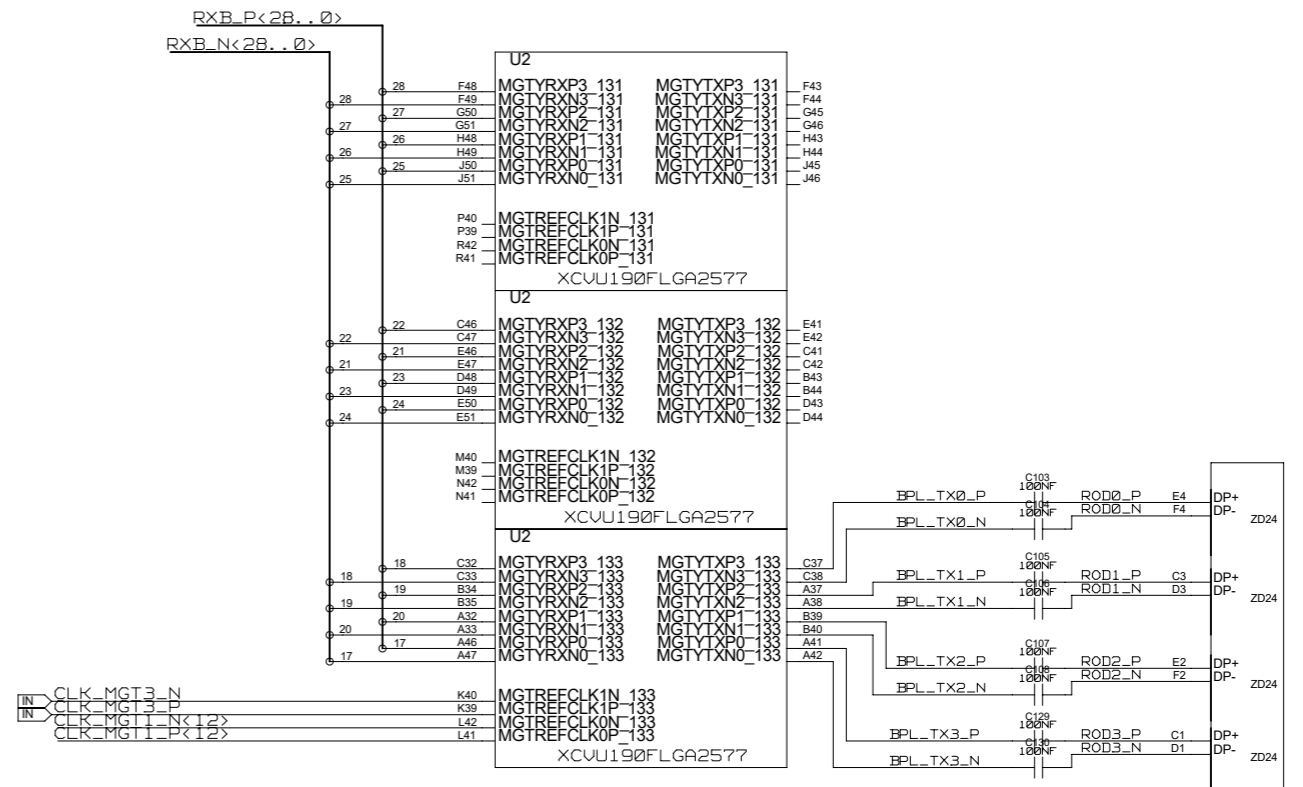 RXB_P<28..0>
RXB_N<28..0>
U2
28 F48 MGTYRXP3_131 MGTYTXP3_131 F43
28 F49 MGTYRXN3_131 MGTYTXN3_131 F44
27 G50 MGTYRXP2_131 MGTYTXP2_131 G45
27 G51 MGTYRXN2_131 MGTYTXN2_131 G46
26 H48 MGTYRXP1_131 MGTYTXP1_131 H43
26 H49 MGTYRXN1_131 MGTYTXN1_131 H44
25 J50 MGTYRXP0_131 MGTYTXP0_131 J45
25 J51 MGTYRXN0_131 MGTYTXN0_131 J46
P40 MGTREFCLK1N_131
P39 MGTREFCLK1P_131
R42 MGTREFCLK0N_131
R41 MGTREFCLK0P_131
XCVU190FLGA2577
U2
22 C46 MGTYRXP3_132 MGTYTXP3_132 E41
22 C47 MGTYRXN3_132 MGTYTXN3_132 E42
21 E46 MGTYRXP2_132 MGTYTXP2_132 C41
21 E47 MGTYRXN2_132 MGTYTXN2_132 C42
23 D48 MGTYRXP1_132 MGTYTXP1_132 B43
23 D49 MGTYRXN1_132 MGTYTXN1_132 B44
24 E50 MGTYRXP0_132 MGTYTXP0_132 D43
24 E51 MGTYRXN0_132 MGTYTXN0_132 D44
M40 MGTREFCLK1N_132
M39 MGTREFCLK1P_132
N42 MGTREFCLK0N_132
N41 MGTREFCLK0P_132
XCVU190FLGA2577
U2
18 C32 MGTYRXP3_133 MGTYTXP3_133 C37
18 C33 MGTYRXN3_133 MGTYTXN3_133 C38
19 B34 MGTYRXP2_133 MGTYTXP2_133 A37
19 B35 MGTYRXN2_133 MGTYTXN2_133 A38
20 A32 MGTYRXP1_133 MGTYTXP1_133 B39
20 A33 MGTYRXN1_133 MGTYTXN1_133 B40
17 A46 MGTYRXP0_133 MGTYTXP0_133 A41
17 A47 MGTYRXN0_133 MGTYTXN0_133 A42
IN CLK_MGT3_N K40 MGTREFCLK1N_133
IN CLK_MGT3_P K39 MGTREFCLK1P_133
CLK_MGT1_N<12> L42 MGTREFCLK0N_133
CLK_MGT1_P<12> L41 MGTREFCLK0P_133
XCVU190FLGA2577
C103
100NF
BPL_TX0_P ROD0_P E4 DP+
C104
100NF
BPL_TX0_N ROD0_N F4 DP-
ZD24
C105
100NF
BPL_TX1_P ROD1_P C3 DP+
C106
100NF
BPL_TX1_N ROD1_N D3 DP-
ZD24
C107
100NF
BPL_TX2_P ROD2_P E2 DP+
C108
100NF
BPL_TX2_N ROD2_N F2 DP-
ZD24
C129
100NF
BPL_TX3_P ROD3_P C1 DP+
C130
100NF
BPL_TX3_N ROD3_N D1 DP-
ZD24